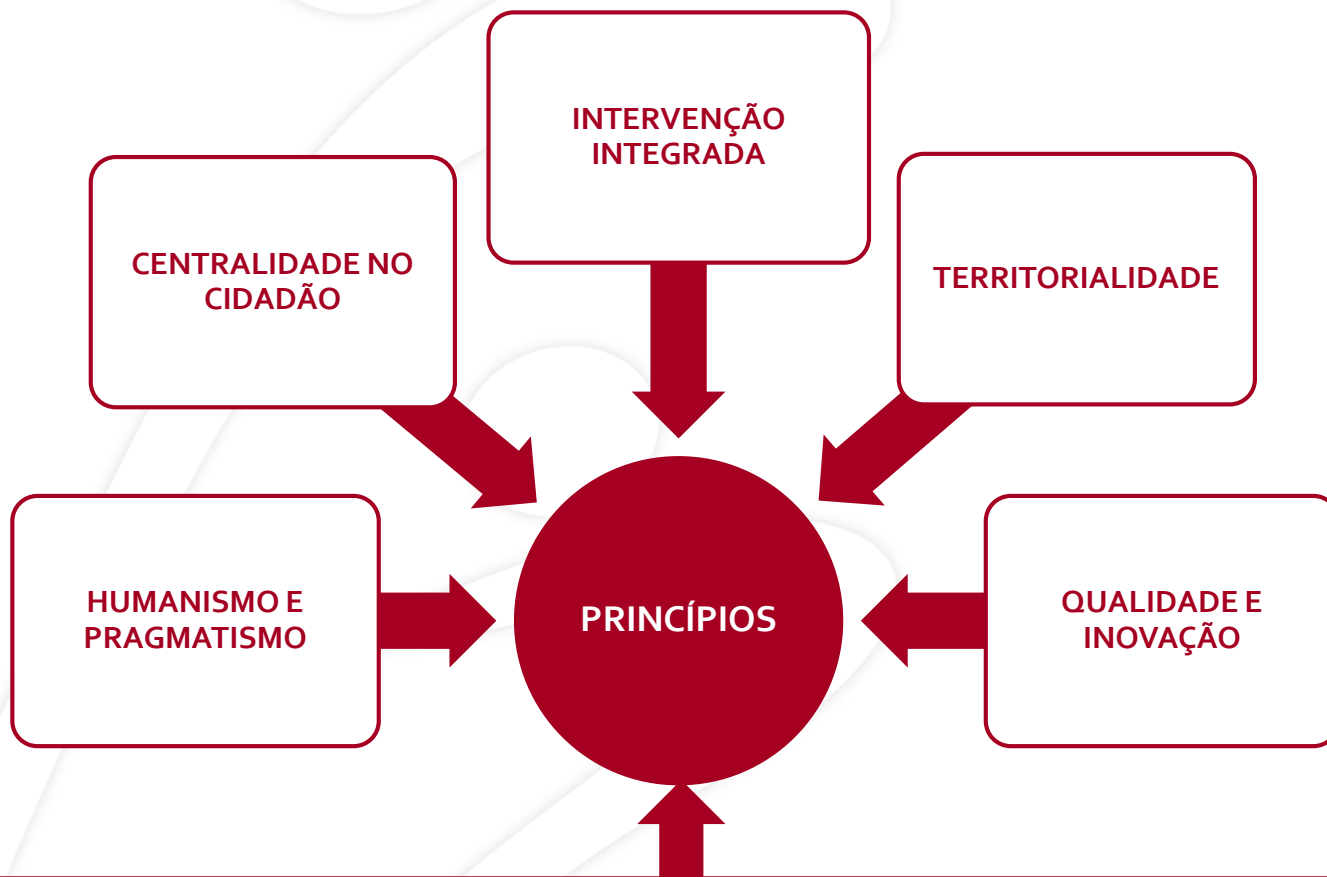 INTERVENÇÃO
INTEGRADA
CENTRALIDADE NO
CIDADÃO
TERRITORIALIDADE
HUMANISMO E
PRAGMATISMO
PRINCÍPIOS
QUALIDADE E
INOVAÇÃO